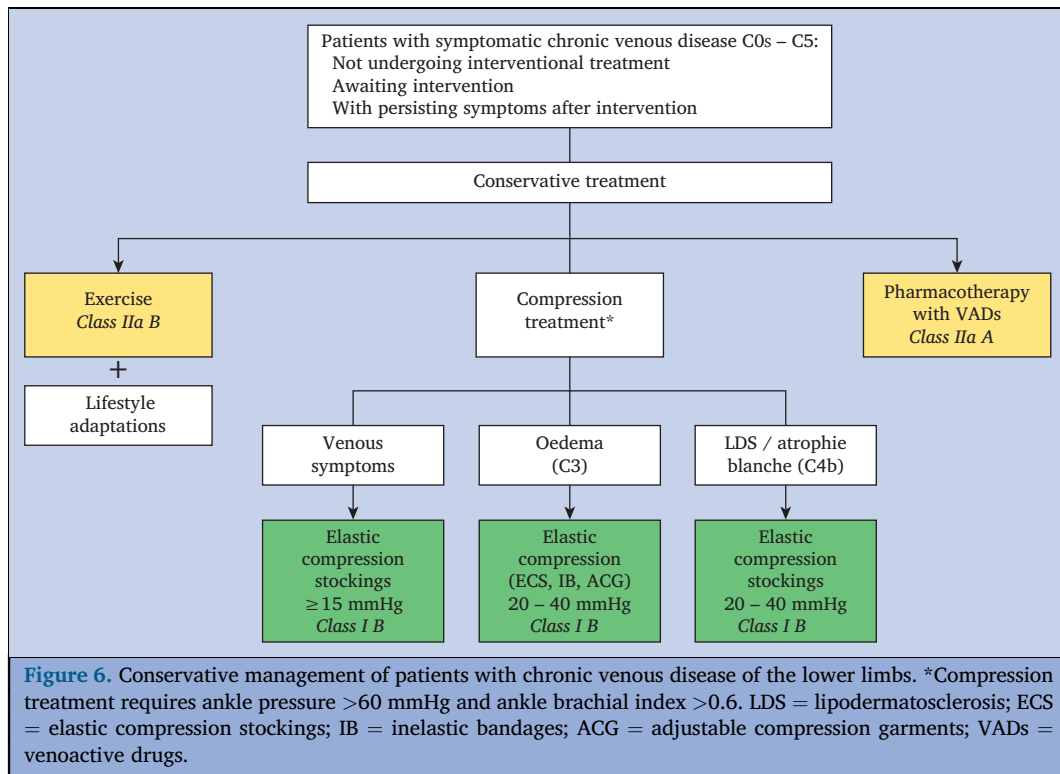 Patients with symptomatic chronic venous disease C0s – C5:
Not undergoing interventional treatment
Awaiting intervention
With persisting symptoms after intervention
Conservative treatment
Exercise
Class IIa B
+
Lifestyle
adaptations
Compression
treatment*
Pharmacotherapy
with VADs
Class IIa A
Venous
symptoms
Oedema
(C3)
LDS / atrophie
blanche (C4b)
Elastic
compression
stockings
≥15 mmHg
Class I B
Elastic
compression
(ECS, IB, ACG)
20 – 40 mmHg
Class I B
Elastic
compression
stockings
20 – 40 mmHg
Class I B
Figure 6. Conservative management of patients with chronic venous disease of the lower limbs. *Compression
treatment requires ankle pressure >60 mmHg and ankle brachial index >0.6. LDS = lipodermatosclerosis; ECS
= elastic compression stockings; IB = inelastic bandages; ACG = adjustable compression garments; VADs =
venoactive drugs.